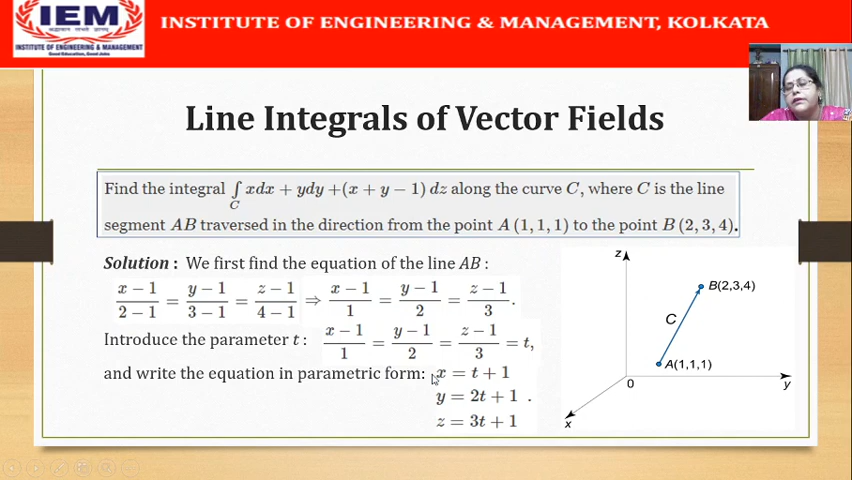 IEM
INSTITUTE OF ENGINEERING & MANAGEMENT
Good Education, Good Jobs
INSTITUTE OF ENGINEERING & MANAGEMENT, KOLKATA
Line Integrals of Vector Fields
Find the integral ∫_C xdx + ydy + (x + y − 1) dz along the curve C, where C is the line
segment AB traversed in the direction from the point A (1, 1, 1) to the point B (2, 3, 4).
Solution : We first find the equation of the line AB :
(x − 1)/(2 − 1) = (y − 1)/(3 − 1) = (z − 1)/(4 − 1) ⇒ (x − 1)/1 = (y − 1)/2 = (z − 1)/3.
Introduce the parameter t : (x − 1)/1 = (y − 1)/2 = (z − 1)/3 = t,
and write the equation in parametric form: x = t + 1
y = 2t + 1 .
z = 3t + 1
z
B(2,3,4)
C
A(1,1,1)
0
y
x